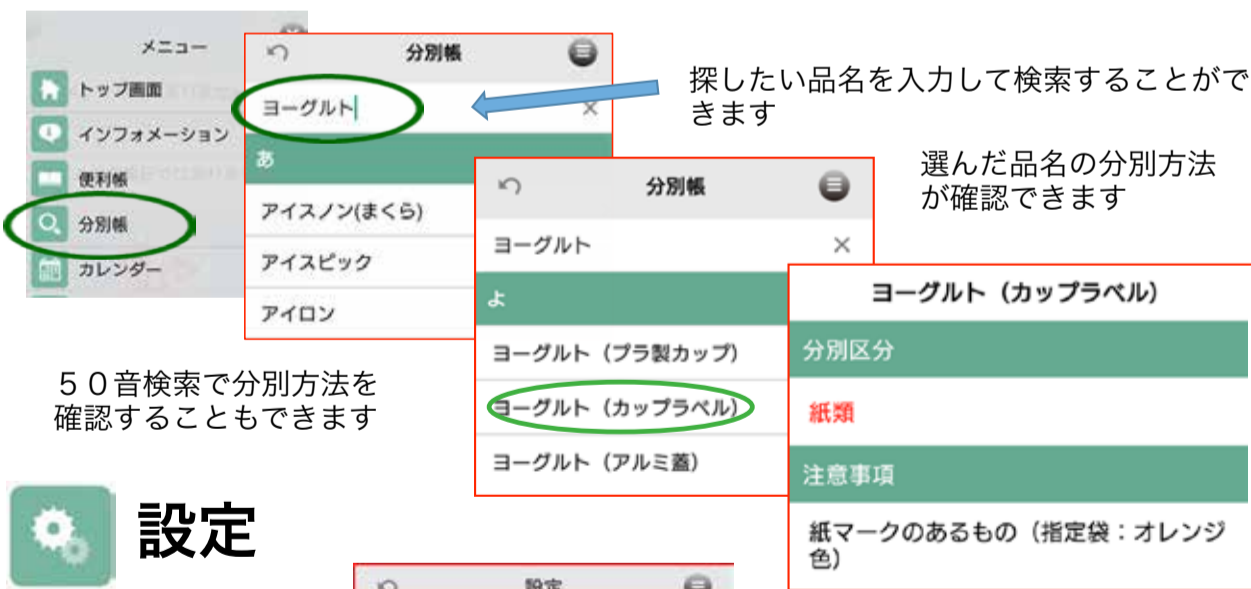 メニュー
トップ画面
インフォメーション
便利帳
分別帳
カレンダー
分別帳
ヨーグルト
×
あ
アイスノン(まくら)
アイスピック
アイロン
探したい品名を入力して検索することがで
きます
選んだ品名の分別方法
が確認できます
分別帳
ヨーグルト
×
よ
ヨーグルト（プラ製カップ）
ヨーグルト（カップラベル）
ヨーグルト（アルミ蓋）
ヨーグルト（カップラベル）
分別区分
紙類
注意事項
紙マークのあるもの（指定袋：オレンジ
色）
５０音検索で分別方法を
確認することもできます
設定
設定